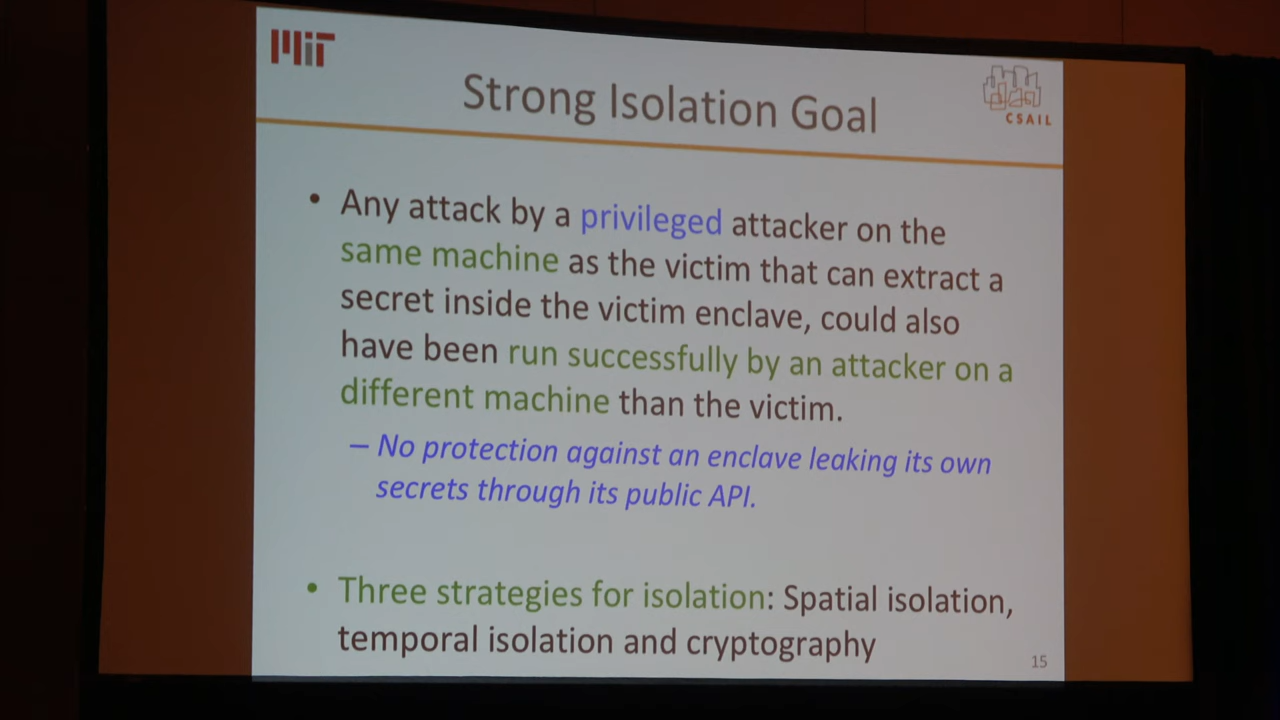 MIT
CSAIL
Strong Isolation Goal
• Any attack by a privileged attacker on the
same machine as the victim that can extract a
secret inside the victim enclave, could also
have been run successfully by an attacker on a
different machine than the victim.
– No protection against an enclave leaking its own
secrets through its public API.
• Three strategies for isolation: Spatial isolation,
temporal isolation and cryptography
15